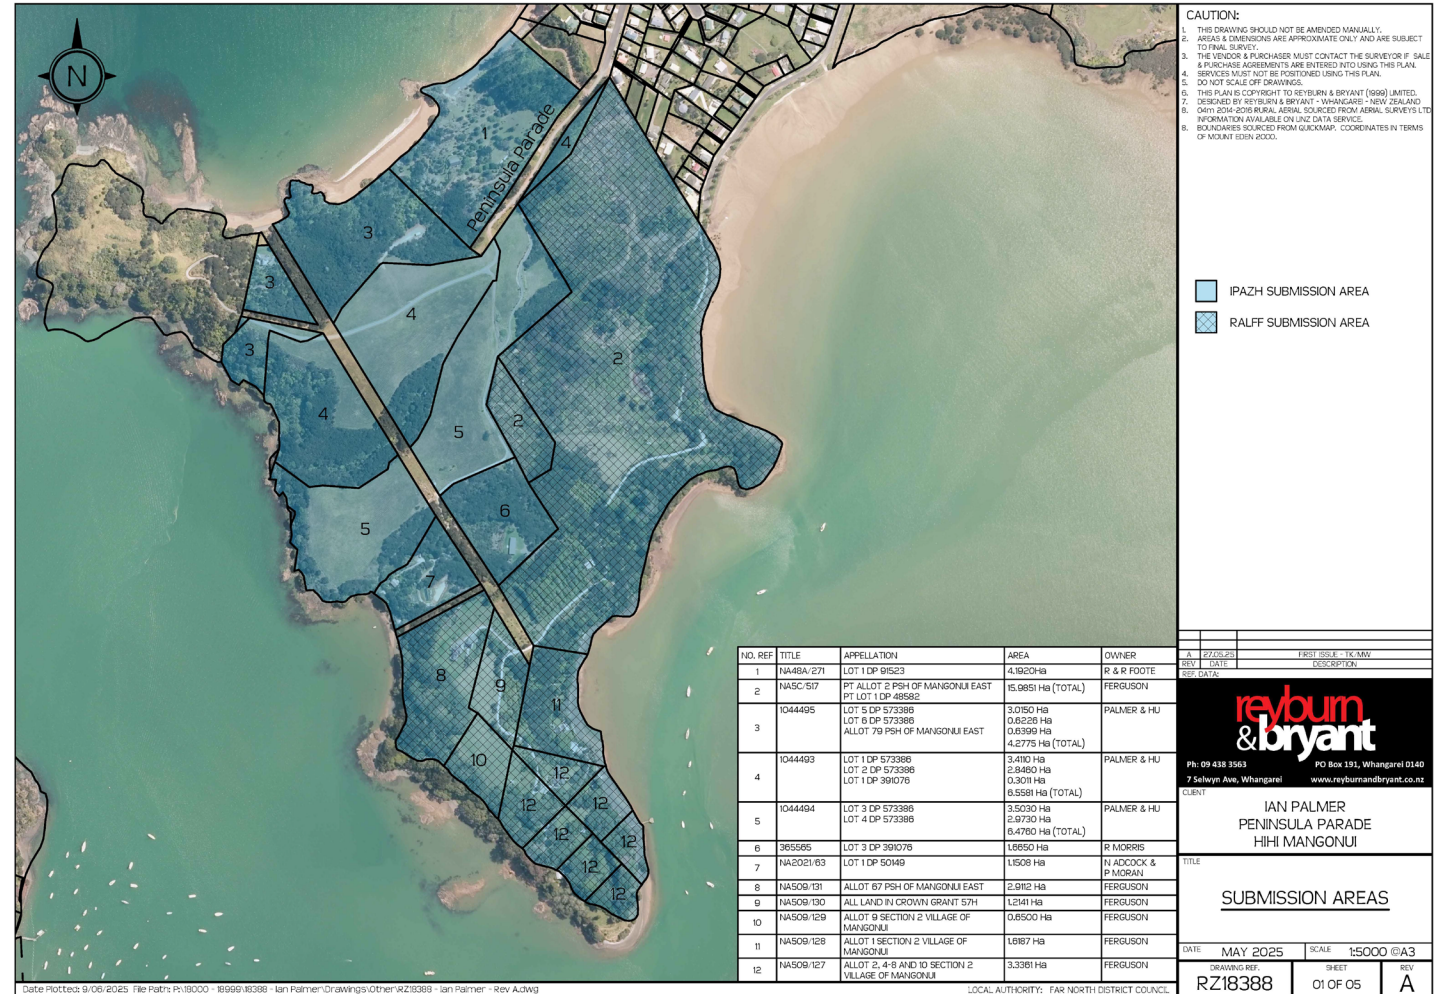 N
Peninsula Parade
1
4
3
3
2
4
3
4
5
2
5
6
7
8
9
11
10
12
12
12
12
12
12
CAUTION:
1. THIS DRAWING SHOULD NOT BE AMENDED MANUALLY.
2. AREAS & DIMENSIONS ARE APPROXIMATE ONLY AND ARE SUBJECT
TO FINAL SURVEY.
3. THE VENDOR & PURCHASER MUST CONTACT THE SURVEYOR IF SALE
& PURCHASE AGREEMENTS ARE ENTERED INTO USING THIS PLAN.
4. SERVICES MUST NOT BE POSITIONED USING THIS PLAN.
5. DO NOT SCALE OFF DRAWINGS.
6. THIS PLAN IS COPYRIGHT TO REYBURN & BRYANT (1999) LIMITED.
7. DESIGNED BY REYBURN & BRYANT - WHANGAREI - NEW ZEALAND
8. 04m 2014-2016 RURAL AERIAL SOURCED FROM AERIAL SURVEYS LTD
INFORMATION AVAILABLE ON LINZ DATA SERVICE.
8. BOUNDARIES SOURCED FROM QUICKMAP. COORDINATES IN TERMS
OF MOUNT EDEN 2000.
IPAZH SUBMISSION AREA
RALFF SUBMISSION AREA
NO. REF TITLE APPELLATION AREA OWNER
1 NA48A/271 LOT 1 DP 91523 4.1920Ha R & R FOOTE
2 NA5C/517 PT ALLOT 2 PSH OF MANGONUI EAST 15.9851 Ha (TOTAL) FERGUSON
PT LOT 1 DP 48582
3 1044495 LOT 5 DP 573386 3.0150 Ha PALMER & HU
LOT 6 DP 573386 0.6226 Ha
ALLOT 79 PSH OF MANGONUI EAST 0.6399 Ha
4.2775 Ha (TOTAL)
4 1044493 LOT 1 DP 573386 3.4110 Ha PALMER & HU
LOT 2 DP 573386 2.8460 Ha
LOT 1 DP 391076 0.3011 Ha
6.5581 Ha (TOTAL)
5 1044494 LOT 3 DP 573386 3.5030 Ha PALMER & HU
LOT 4 DP 573386 2.9730 Ha
6.4760 Ha (TOTAL)
6 365565 LOT 3 DP 391076 1.6650 Ha R MORRIS
7 NA2021/63 LOT 1 DP 50149 1.1508 Ha N ADCOCK &
P MORAN
8 NA509/131 ALLOT 67 PSH OF MANGONUI EAST 2.9112 Ha FERGUSON
9 NA509/130 ALL LAND IN CROWN GRANT 57H 1.2141 Ha FERGUSON
10 NA509/129 ALLOT 9 SECTION 2 VILLAGE OF 0.6500 Ha FERGUSON
MANGONUI
11 NA509/128 ALLOT 1 SECTION 2 VILLAGE OF 1.6187 Ha FERGUSON
MANGONUI
12 NA509/127 ALLOT 2, 4-8 AND 10 SECTION 2 3.3361 Ha FERGUSON
VILLAGE OF MANGONUI
A 27.05.25 FIRST ISSUE - TK/MW
REV DATE DESCRIPTION
REF. DATA:
reyburn
&bryant
Ph: 09 438 3563 PO Box 191, Whangarei 0140
7 Selwyn Ave, Whangarei www.reyburnandbryant.co.nz
CLIENT
IAN PALMER
PENINSULA PARADE
HIHI MANGONUI
TITLE
SUBMISSION AREAS
DATE MAY 2025 SCALE 1:5000 @A3
DRAWING REF. SHEET REV
RZ18388 01 OF 05 A
Date Plotted: 9/06/2025 File Path: P:\18000 - 18999\18388 - Ian Palmer\Drawings\Other\RZ18388 - Ian Palmer - Rev A.dwg
LOCAL AUTHORITY: FAR NORTH DISTRICT COUNCIL